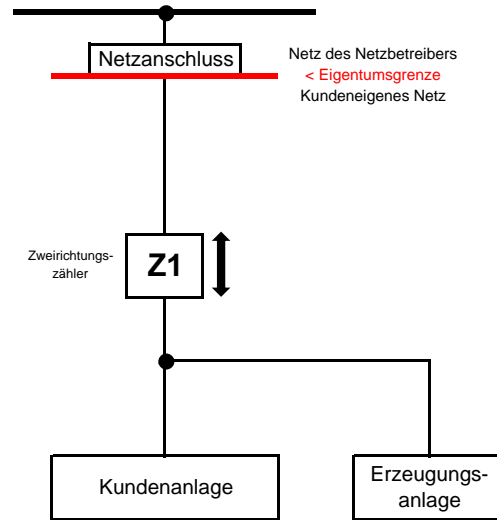 Netzanschluss
Netz des Netzbetreibers
< Eigentumsgrenze
Kundeneigenes Netz
Zweirichtungs-
zähler
Z1
Kundenanlage
Erzeugungs-
anlage